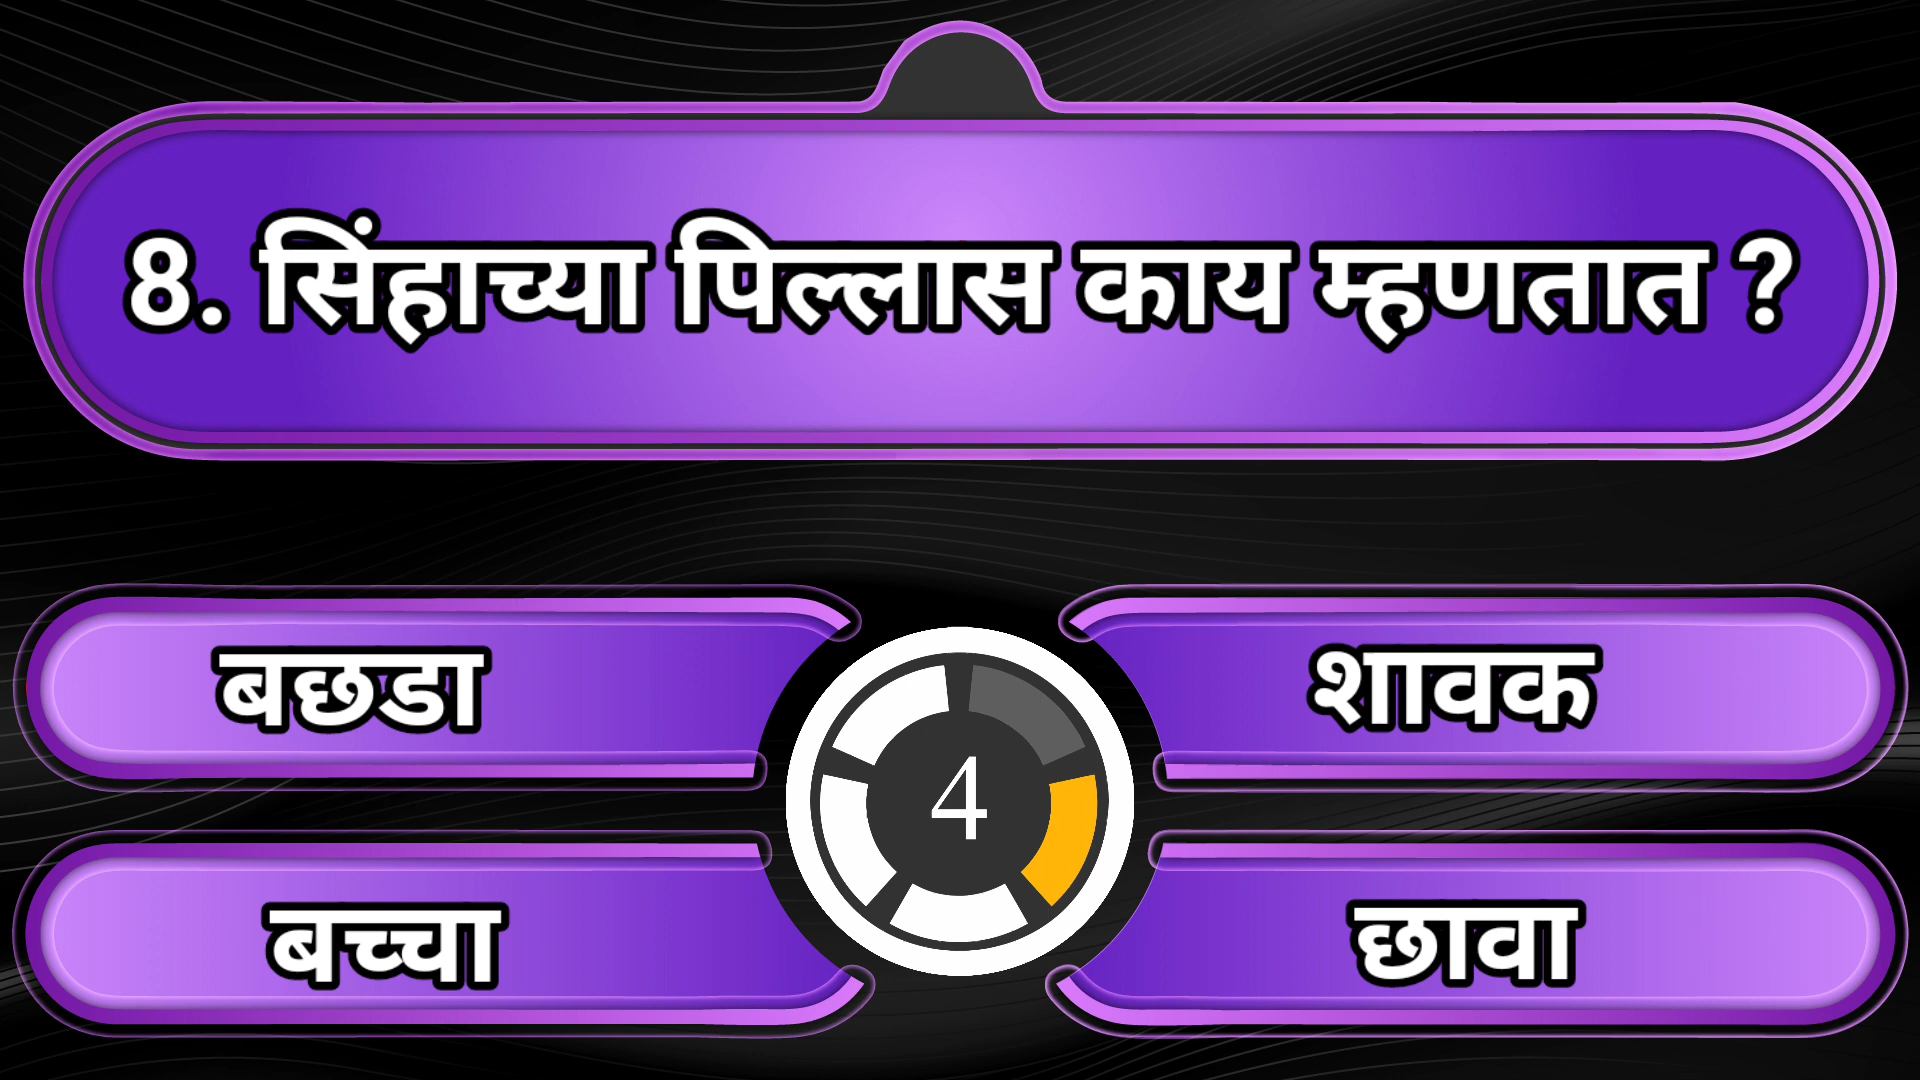 8. सिंहाच्या पिल्लास काय म्हणतात ?
बछडा
शावक
4
बच्चा
छावा